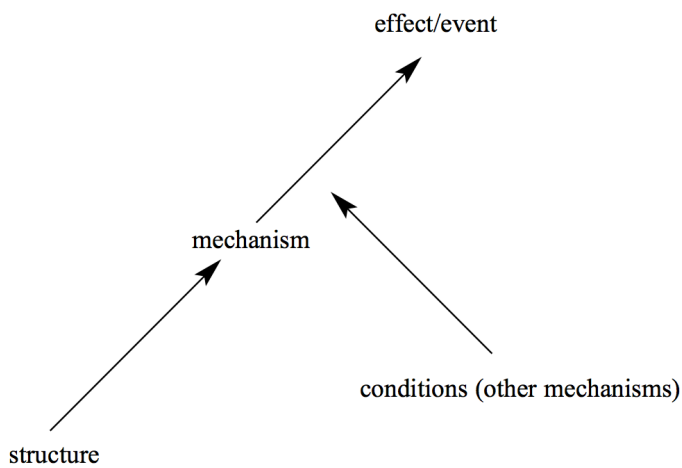 effect/event
mechanism
conditions (other mechanisms)
structure